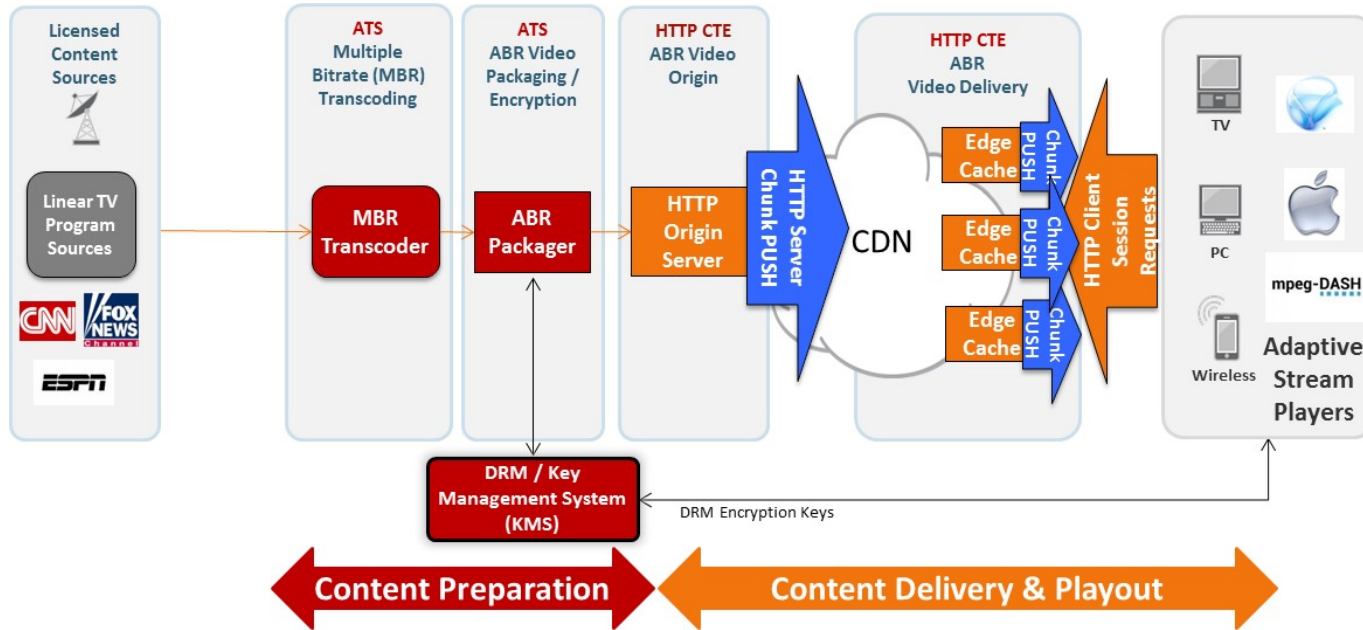 Licensed
Content
Sources
Linear TV
Program
Sources
CNN
FOX
NEWS
Channel
ESPN
ATS
Multiple
Bitrate (MBR)
Transcoding
MBR
Transcoder
ATS
ABR Video
Packaging /
Encryption
ABR
Packager
HTTP CTE
ABR Video
Origin
HTTP
Origin
Server
HTTP Server
Chunk PUSH
CDN
HTTP CTE
ABR
Video Delivery
Edge
Cache
Chunk
PUSH
Edge
Cache
Chunk
PUSH
Edge
Cache
Chunk
PUSH
HTTP Client
Session
Requests
TV
PC
Wireless
mpeg-DASH
Adaptive
Stream
Players
DRM / Key
Management System
(KMS)
DRM Encryption Keys
Content Preparation
Content Delivery & Playout